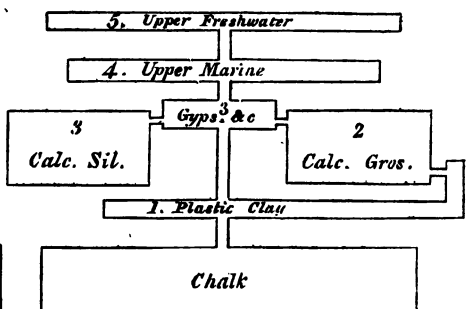 5. Upper Freshwater
4. Upper Marine
3
Gyps. &c
3
Calc. Sil.
2
Calc. Gros.
1. Plastic Clay
Chalk